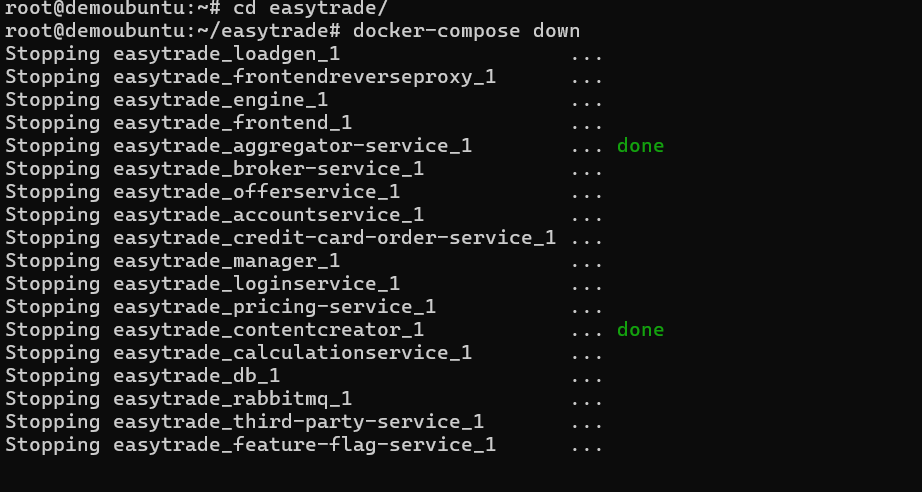 root@demoubuntu:~# cd easytrade/
root@demoubuntu:~/easytrade# docker-compose down
Stopping easytrade_loadgen_1                   ...
Stopping easytrade_frontendreverseproxy_1      ...
Stopping easytrade_engine_1                    ...
Stopping easytrade_frontend_1                  ...
Stopping easytrade_aggregator-service_1        ... done
Stopping easytrade_broker-service_1            ...
Stopping easytrade_offerservice_1              ...
Stopping easytrade_accountservice_1            ...
Stopping easytrade_credit-card-order-service_1 ...
Stopping easytrade_manager_1                   ...
Stopping easytrade_loginservice_1              ...
Stopping easytrade_pricing-service_1           ...
Stopping easytrade_contentcreator_1            ... done
Stopping easytrade_calculationservice_1        ...
Stopping easytrade_db_1                        ...
Stopping easytrade_rabbitmq_1                  ...
Stopping easytrade_third-party-service_1       ...
Stopping easytrade_feature-flag-service_1      ...